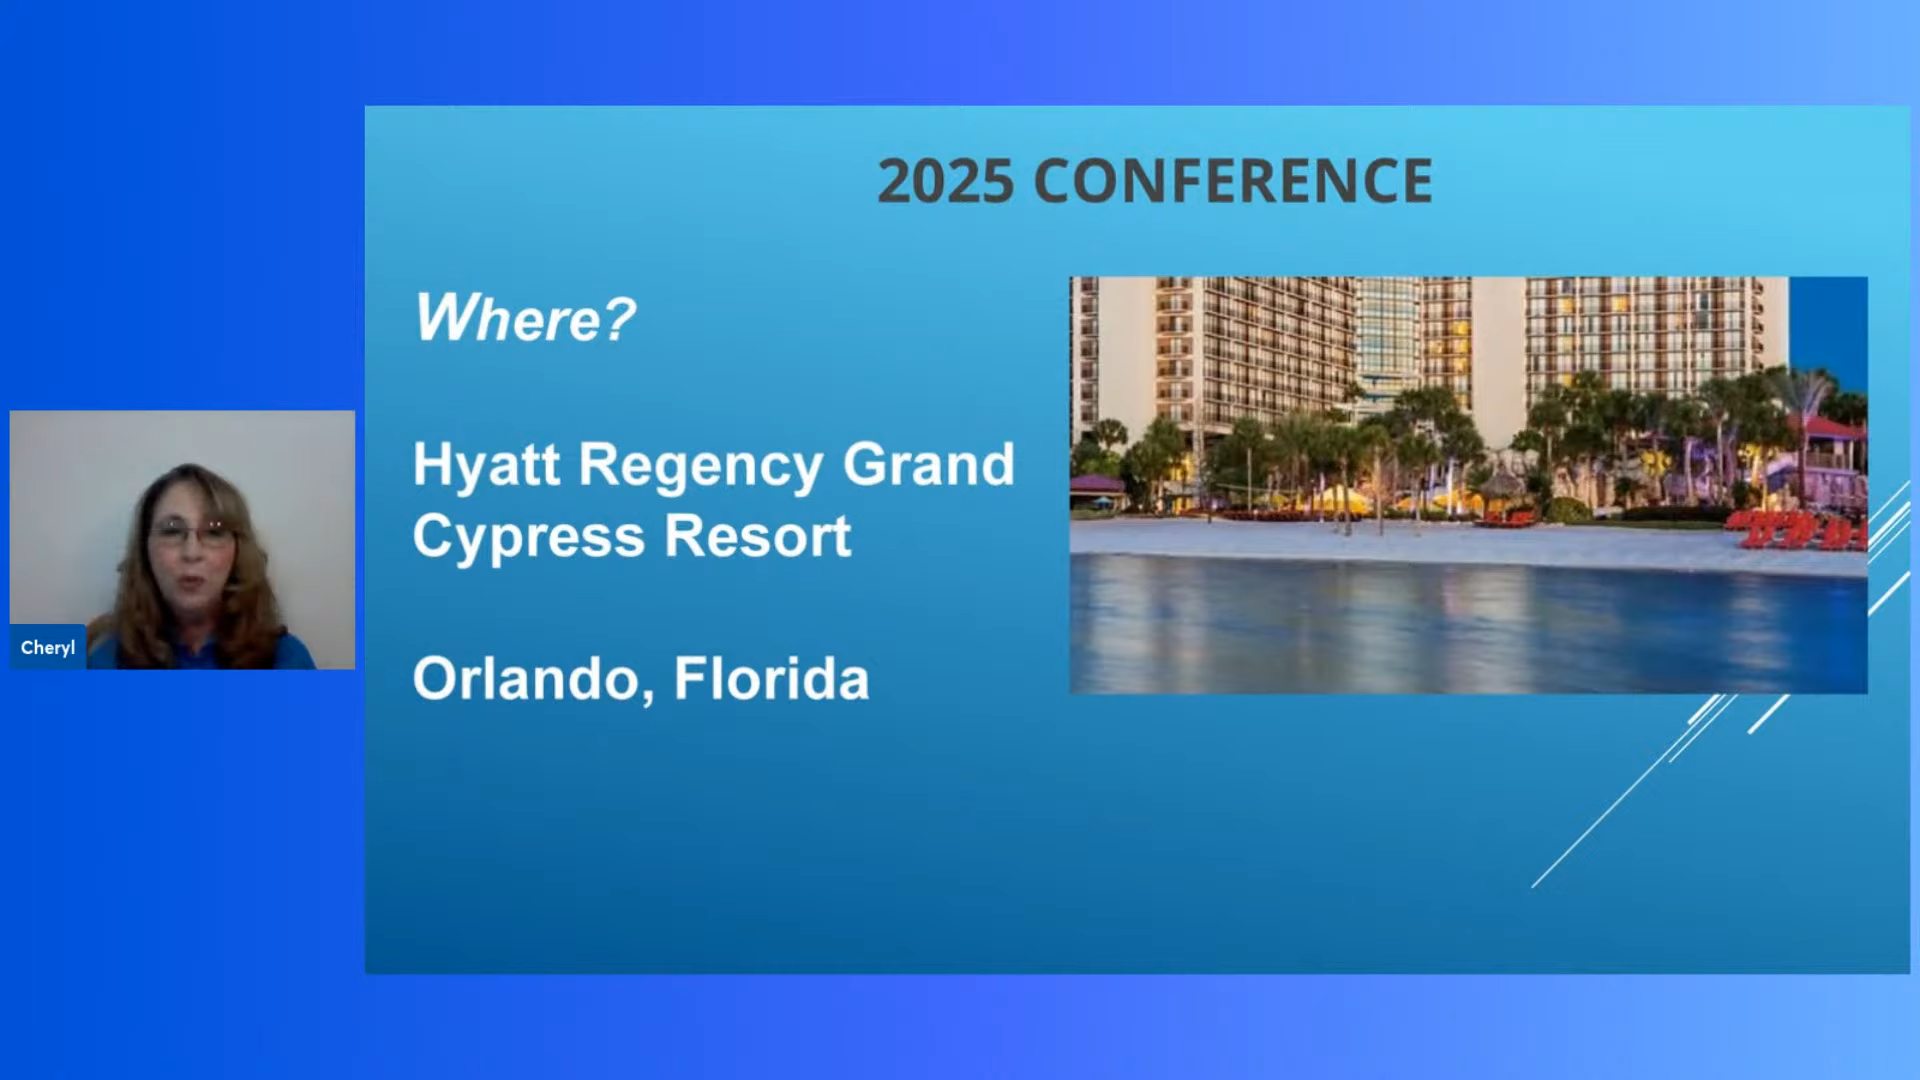 2025 CONFERENCE
Where?
Hyatt Regency Grand
Cypress Resort
Orlando, Florida
Cheryl